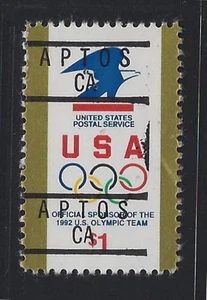 APTOS
CA
UNITED STATES
POSTAL SERVICE
USA
APTOS
OFFICIAL SPONSOR OF THE
1992 U.S. OLYMPIC TEAM
CA
$1